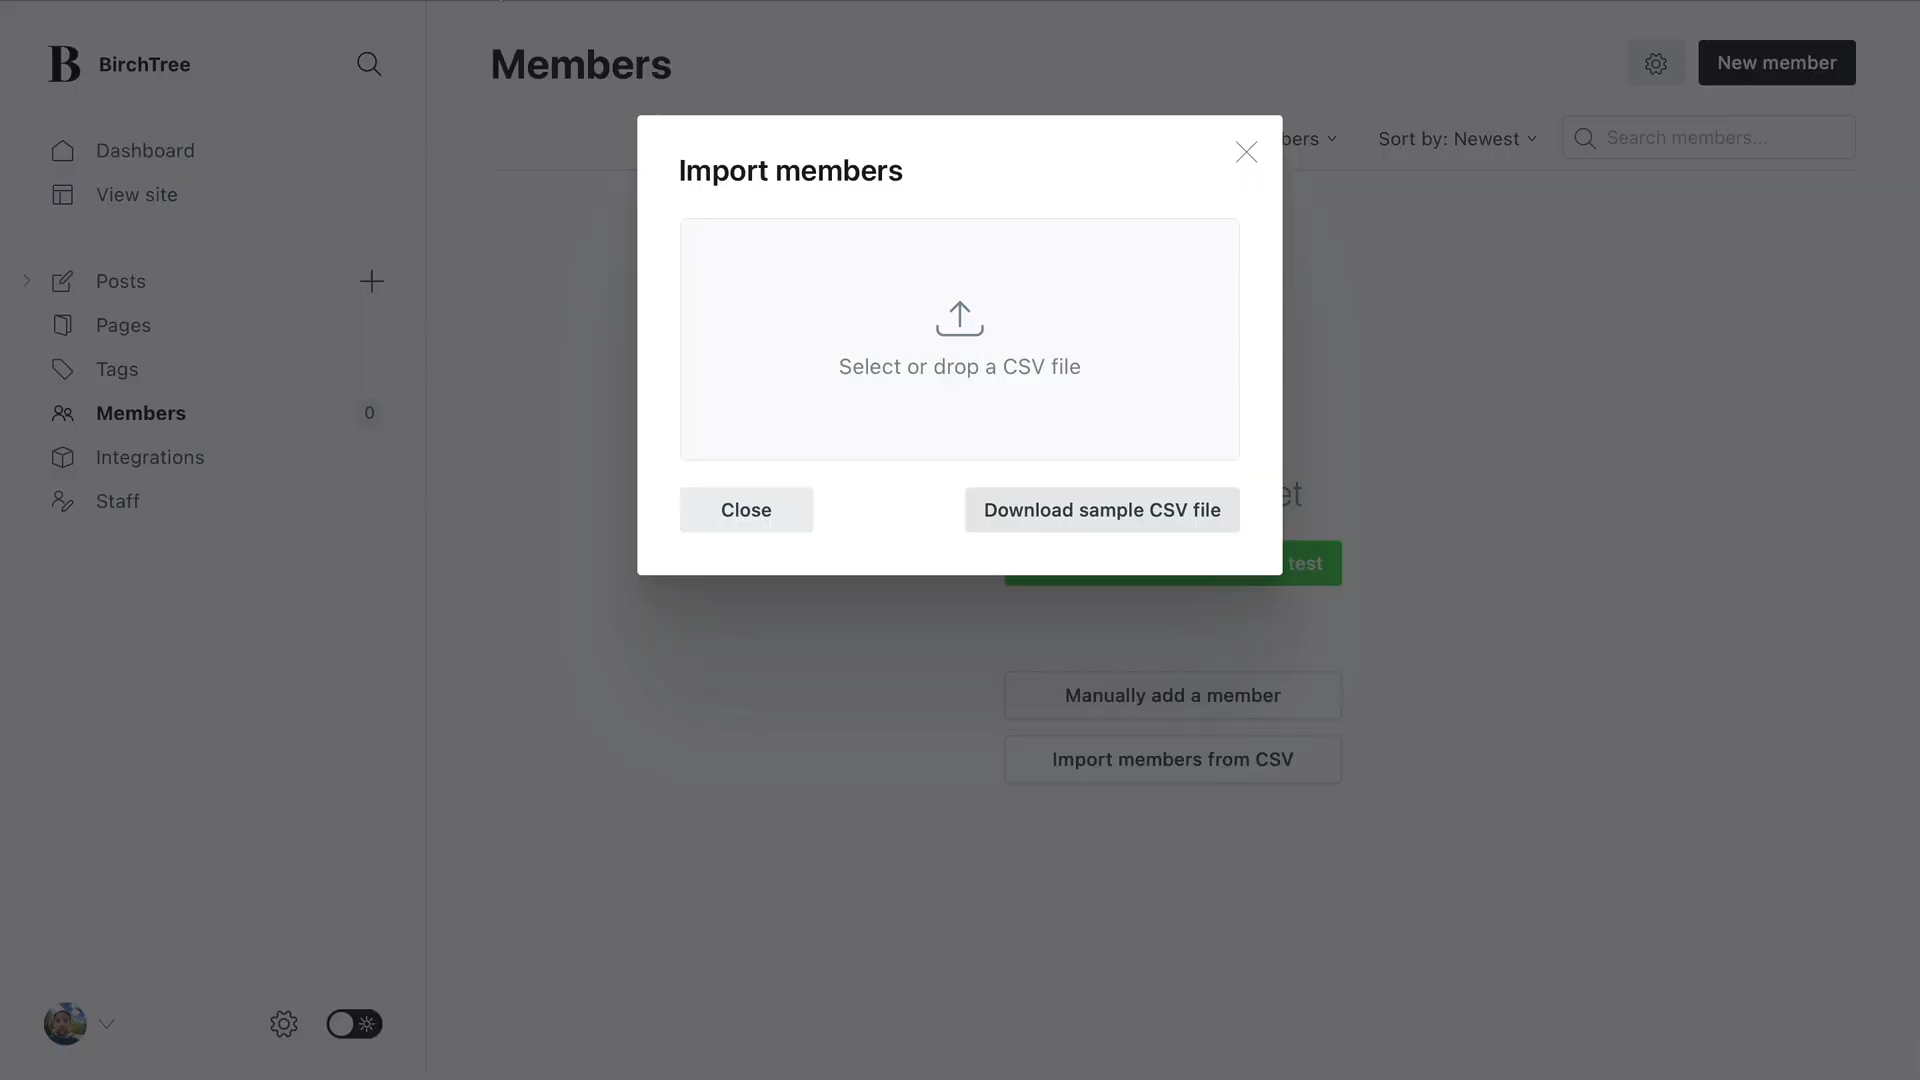 B BirchTree
Dashboard
View site
Posts
Pages
Tags
Members 0
Integrations
Staff
Members
New member
Sort by: Newest
Search members...
Import members
Select or drop a CSV file
Close
Download sample CSV file
test
Manually add a member
Import members from CSV